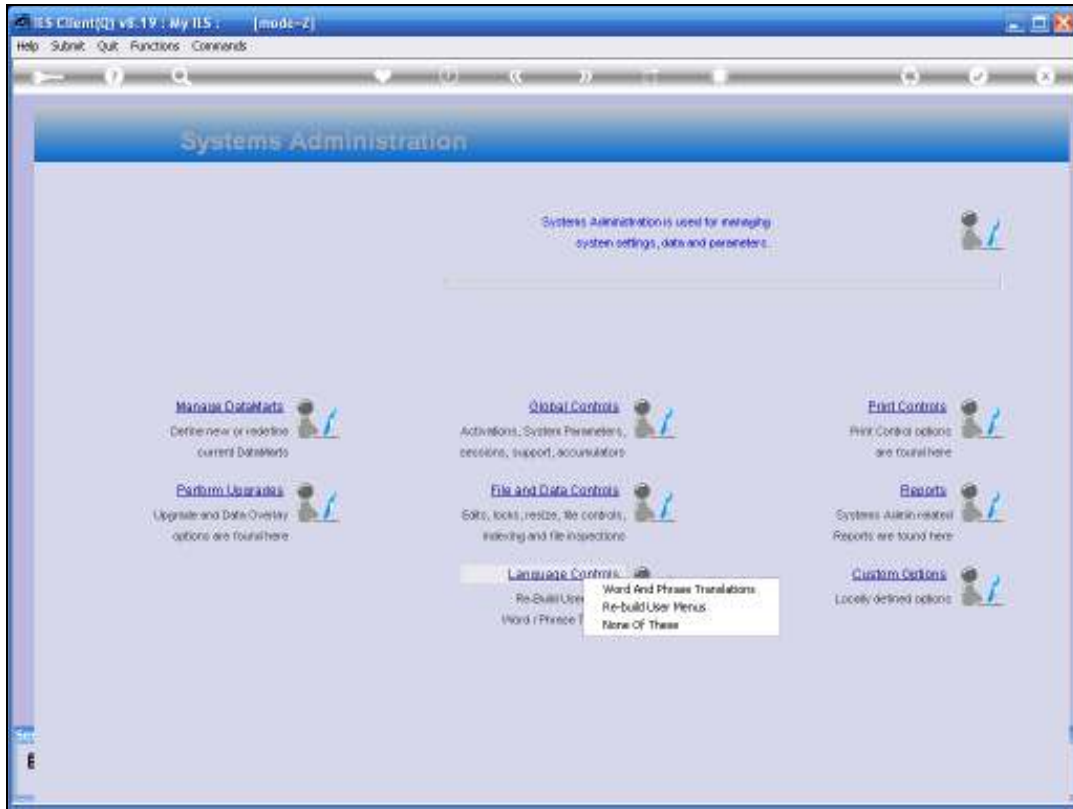 IES Client(Q) v8.19 : My IES : [mode=2]
Help Submit Quit Functions Commands
Systems Administration
Systems Administration is used for managing
system settings, data and parameters.
Manage DataMarts
Define new or redefine
current DataMarts
Global Controls
Activations, System Parameters,
sessions, support, accumulators
Print Controls
Print Control options
are found here
Perform Upgrades
Upgrade and Data Overlay
options are found here
File and Data Controls
Edits, locks, resize, file controls,
indexing and file inspections
Reports
Systems Admin related
Reports are found here
Language Controls
Re-Build User
Word / Phrase T
Word And Phrase Translations
Re-build User Menus
None Of These
Custom Options
Locally defined options